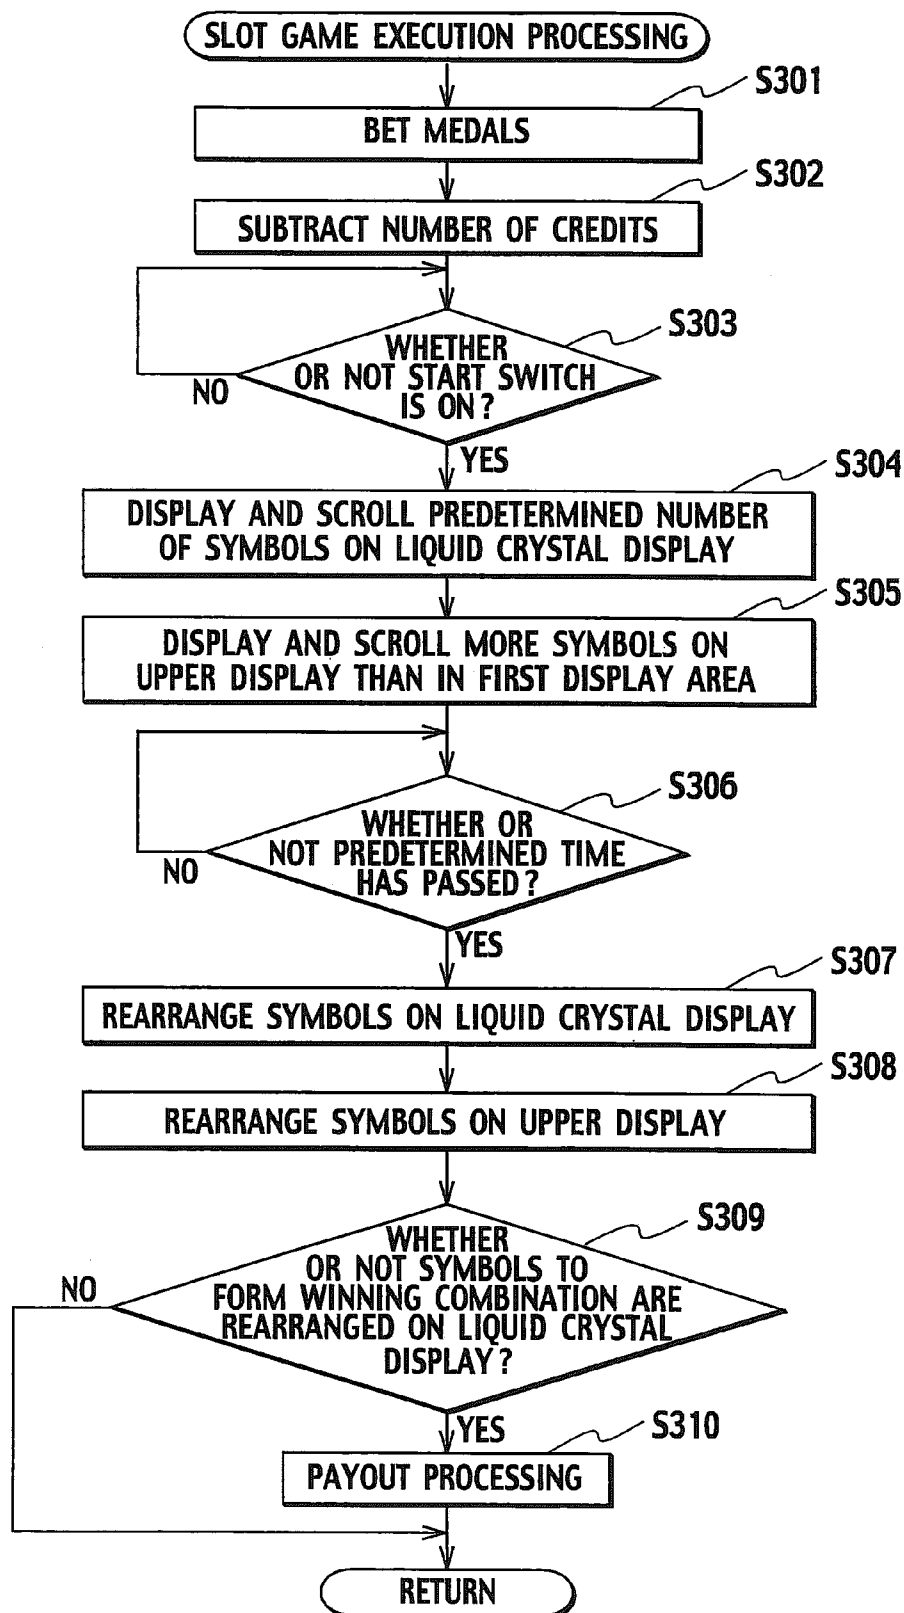 SLOT GAME EXECUTION PROCESSING
S301
BET MEDALS
S302
SUBTRACT NUMBER OF CREDITS
S303
WHETHER
OR NOT START SWITCH
IS ON?
NO
YES
S304
DISPLAY AND SCROLL PREDETERMINED NUMBER
OF SYMBOLS ON LIQUID CRYSTAL DISPLAY
S305
DISPLAY AND SCROLL MORE SYMBOLS ON
UPPER DISPLAY THAN IN FIRST DISPLAY AREA
S306
WHETHER OR
NOT PREDETERMINED TIME
HAS PASSED?
NO
YES
S307
REARRANGE SYMBOLS ON LIQUID CRYSTAL DISPLAY
S308
REARRANGE SYMBOLS ON UPPER DISPLAY
S309
WHETHER
OR NOT SYMBOLS TO
FORM WINNING COMBINATION ARE
REARRANGED ON LIQUID CRYSTAL
DISPLAY?
NO
YES
S310
PAYOUT PROCESSING
RETURN